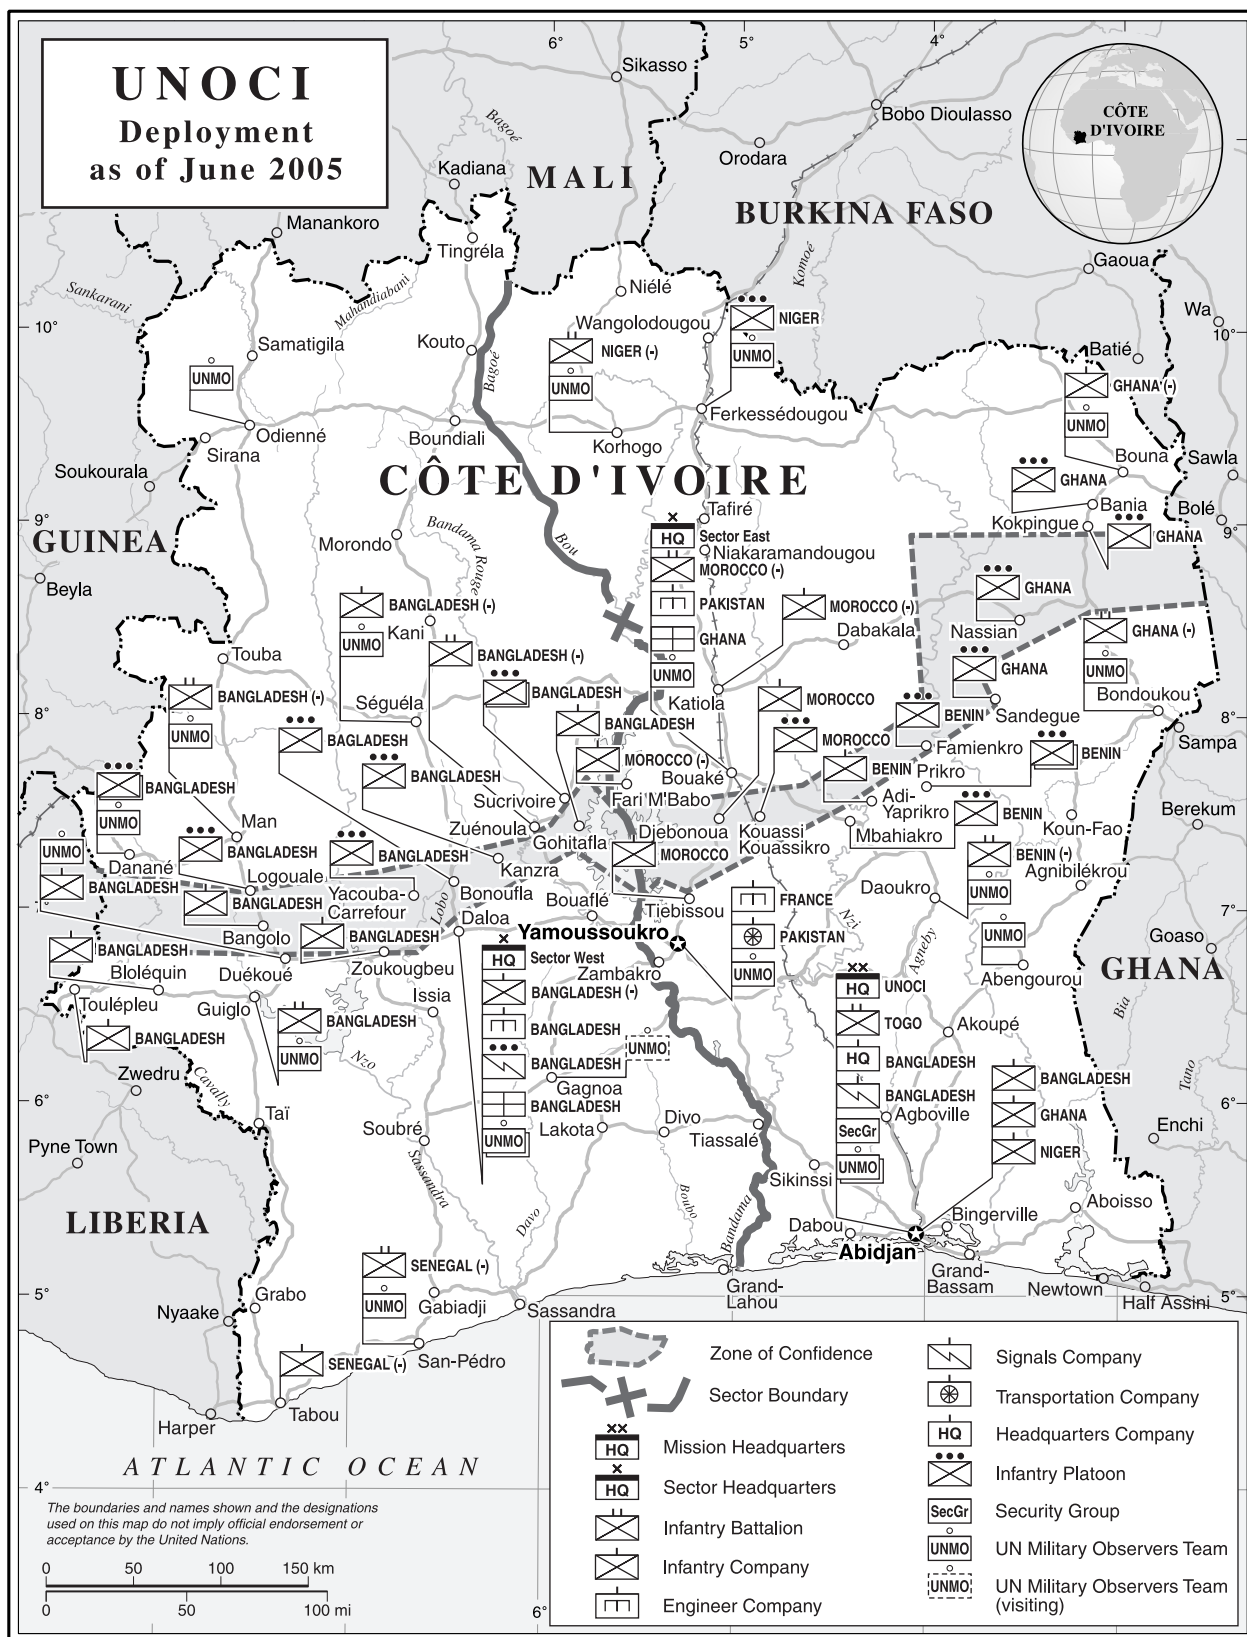 UNOCI
Deployment
as of June 2005
6°
5°
4°
CÔTE
D'IVOIRE
Sikasso
Bobo Dioulasso
Orodara
Bagoé
Kadiana
MALI
BURKINA FASO
Manankoro
Tingréla
Komoé
Gaoua
Sankarani
Mahandiabani
Niélé
Wa
10°
Wangolodougou
NIGER
10°
Samatigila
Kouto
Bagoé
NIGER (-)
UNMO
Batié
UNMO
UNMO
GHANA (-)
UNMO
Ferkessédougou
Odienné
Boundiali
Korhogo
Sirana
Bouna
Soukourala
CÔTE D'IVOIRE
GHANA
Sawla
Bania
Tafiré
Kokpingue
Bolé
9°
GUINEA
Morondo
Bandama Rouge
Bou
HQ
Sector East
GHANA
9°
Niakaramandougou
MOROCCO (-)
Beyla
BANGLADESH (-)
PAKISTAN
MOROCCO (-)
GHANA
Kani
UNMO
GHANA
Dabakala
Nassian
GHANA (-)
Touba
BANGLADESH (-)
UNMO
GHANA
UNMO
BANGLADESH (-)
BANGLADESH
Katiola
MOROCCO
Bondoukou
Séguéla
Sandegue
8°
UNMO
BANGLADESH
BENIN
8°
BAGLADESH
MOROCCO
Famienkro
Sampa
MOROCCO (-)
BENIN
BENIN
BANGLADESH
Bouaké
Prikro
Sucrivoire
Fari M'Babo
Adi-
Yaprikro
Berekum
UNMO
Man
Zuénoula
Djebonoua
Kouassi
Kouassikro
BENIN
Koun-Fao
Gohitafla
Mbahiakro
UNMO
Danané
BANGLADESH
BANGLADESH
MOROCCO
BENIN (-)
Kanzra
Agnibilékrou
BANGLADESH
Logouale
Yacouba-
Carrefour
Bonoufla
Tiebissou
FRANCE
Daoukro
UNMO
7°
BANGLADESH
Lobo
Bouaflé
Nzi
7°
Bangolo
BANGLADESH
Daloa
Yamoussoukro
PAKISTAN
Agneby
UNMO
Goaso
BANGLADESH
Zoukougbeu
HQ
Sector West
Zambakro
UNMO
GHANA
Bloléquin
Duékoué
BANGLADESH (-)
HQ
UNOCI
Abengourou
Toulépleu
Guiglo
Issia
Bia
BANGLADESH
BANGLADESH
BANGLADESH
TOGO
Akoupé
UNMO
UNMO
BANGLADESH
HQ
BANGLADESH
BANGLADESH
Tano
Nzo
Zwedru
Cavally
Gagnoa
BANGLADESH
BANGLADESH
GHANA
6°
BANGLADESH
Agboville
6°
Taï
Lakota
Divo
Tiassalé
SecGr
Enchi
Soubré
UNMO
NIGER
Pyne Town
Sikinssi
UNMO
Sassandra
Davo
Boubo
Bandama
Aboisso
LIBERIA
Dabou
Bingerville
Abidjan
SENEGAL (-)
Grand-
Bassam
Grand-
Lahou
UNMO
Newtown
Half Assini
5°
Grabo
Gabiadji
Sassandra
5°
Nyaake
SENEGAL (-)
San-Pédro
Tabou
Harper
ATLANTIC OCEAN
4°
The boundaries and names shown and the designations
used on this map do not imply official endorsement or
acceptance by the United Nations.
0 50 100 150 km
0 50 100 mi
6°
Zone of Confidence
Sector Boundary
HQ Mission Headquarters
HQ Sector Headquarters
Infantry Battalion
Infantry Company
Engineer Company
Signals Company
Transportation Company
HQ Headquarters Company
Infantry Platoon
SecGr Security Group
UNMO UN Military Observers Team
UNMO UN Military Observers Team
(visiting)